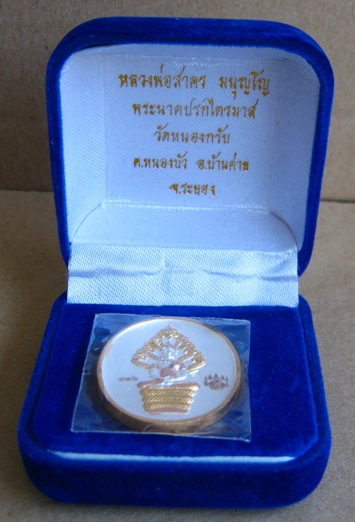 หลวงพ่อสาคร มนุญฺโญ
พระนาคปรกไตรมาส
วัดหนองกรับ
ต.หนองบัว อ.บ้านค่าย
จ.ระยอง